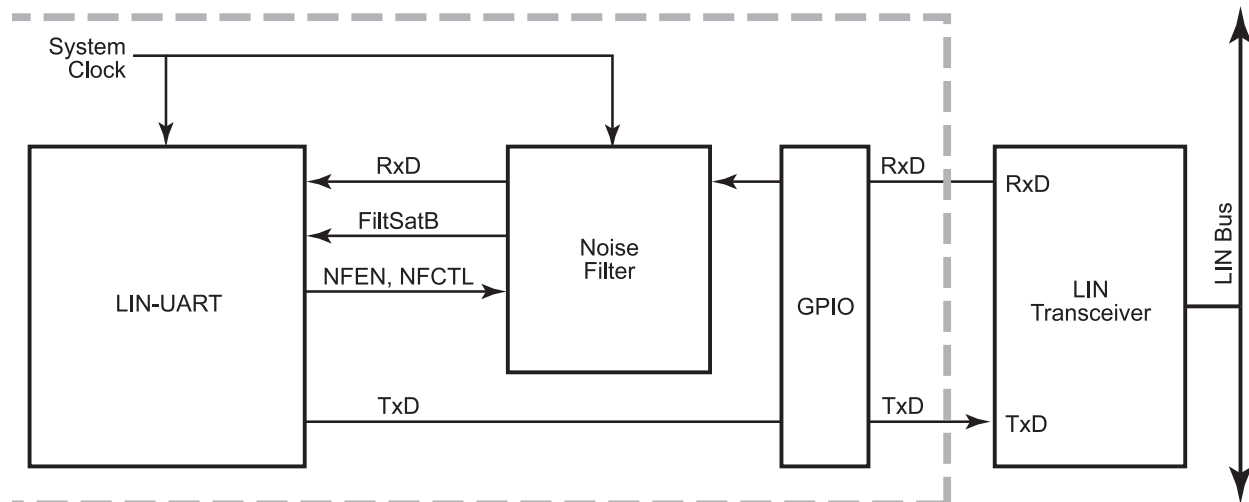 System
Clock
RxD
RxD
RxD
FiltSatB
Noise
Filter
NFEN, NFCTL
LIN-UART
GPIO
LIN
Transceiver
LIN Bus
TxD
TxD
TxD